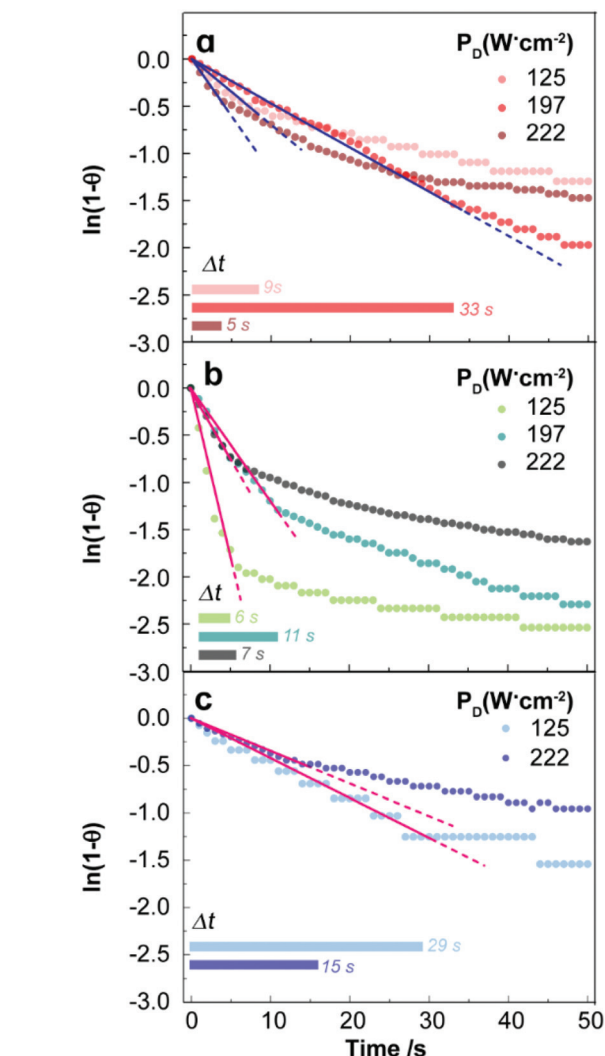 a
P_D(W·cm⁻²)
125
197
222
0.0
-0.5
-1.0
-1.5
-2.0
-2.5
-3.0
ln(1-θ)
Δt
9s
33 s
5 s
b
P_D(W·cm⁻²)
125
197
222
0.0
-0.5
-1.0
-1.5
-2.0
-2.5
-3.0
ln(1-θ)
Δt
6 s
11 s
7 s
c
P_D(W·cm⁻²)
125
222
0.0
-0.5
-1.0
-1.5
-2.0
-2.5
-3.0
ln(1-θ)
Δt
29 s
15 s
0 10 20 30 40 50
Time /s